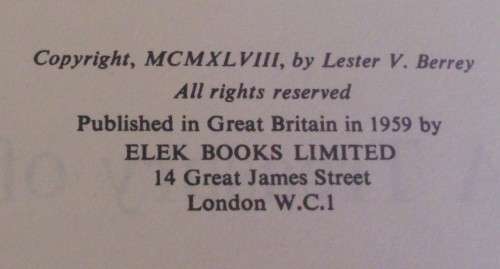 Copyright, MCMXLVIII, by Lester V. Berrey
All rights reserved
Published in Great Britain in 1959 by
ELEK BOOKS LIMITED
14 Great James Street
London W.C.1